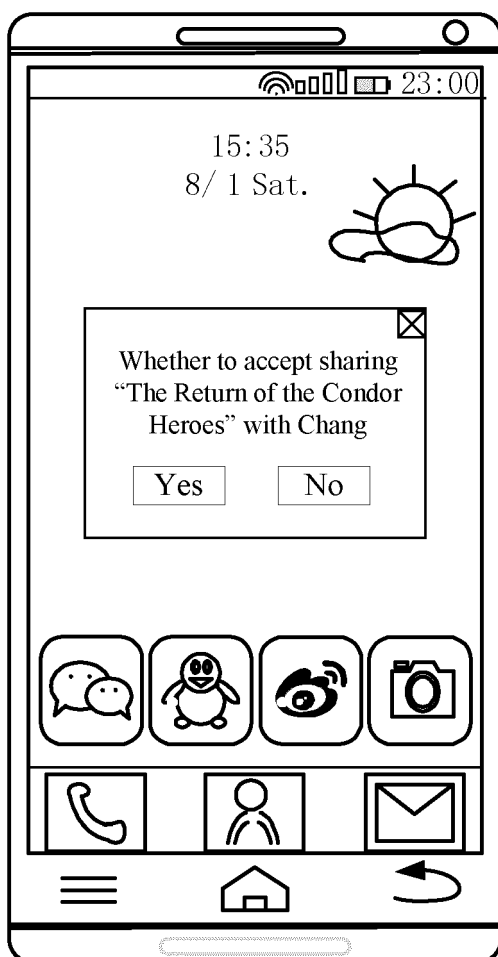 23:00
15:35
8/ 1 Sat.
Whether to accept sharing
“The Return of the Condor
Heroes” with Chang
Yes No